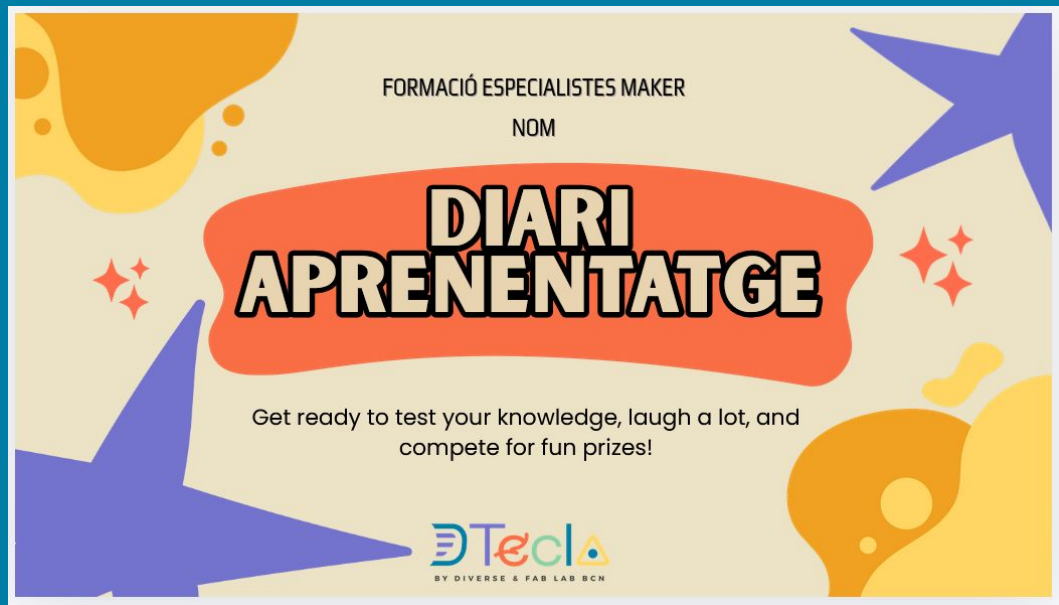 FORMACIÓ ESPECIALISTES MAKER
NOM
DIARI
APRENENTATGE
Get ready to test your knowledge, laugh a lot, and
compete for fun prizes!
DTecla
BY DIVERSE & FAB LAB BCN